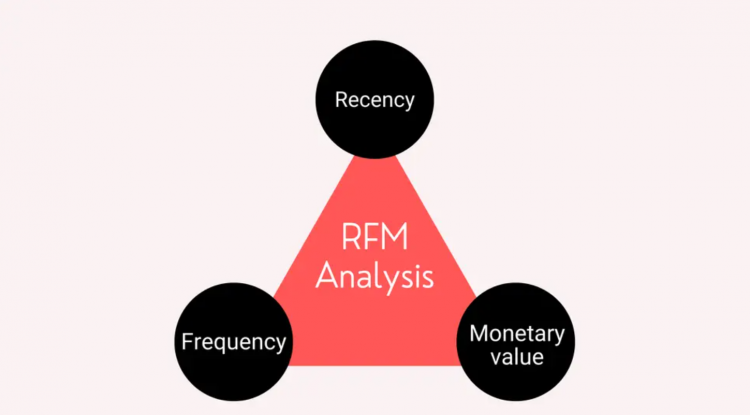 Recency
RFM
Analysis
Frequency
Monetary
value